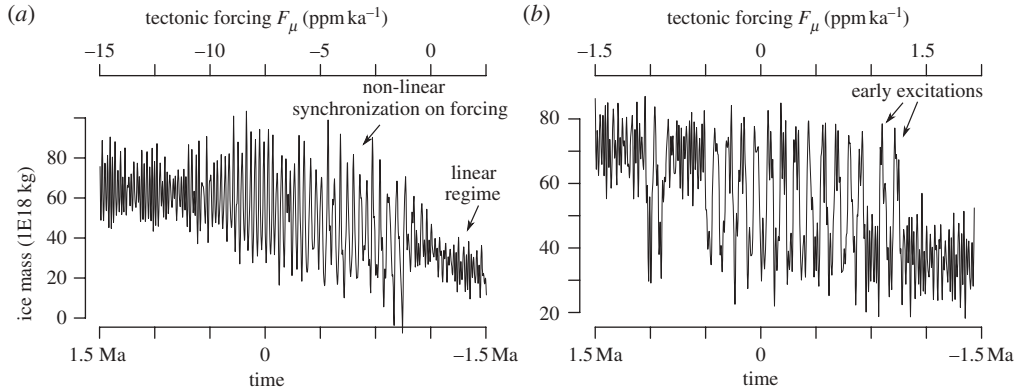 (a)
tectonic forcing Fμ (ppm ka⁻¹)
–15 –10 –5 0
non-linear
synchronization on forcing
linear
regime
ice mass (1E18 kg)
80
60
40
20
0
1.5 Ma 0 –1.5 Ma
time
(b)
tectonic forcing Fμ (ppm ka⁻¹)
–1.5 0 1.5
early excitations
80
60
40
20
1.5 Ma 0 –1.5 Ma
time